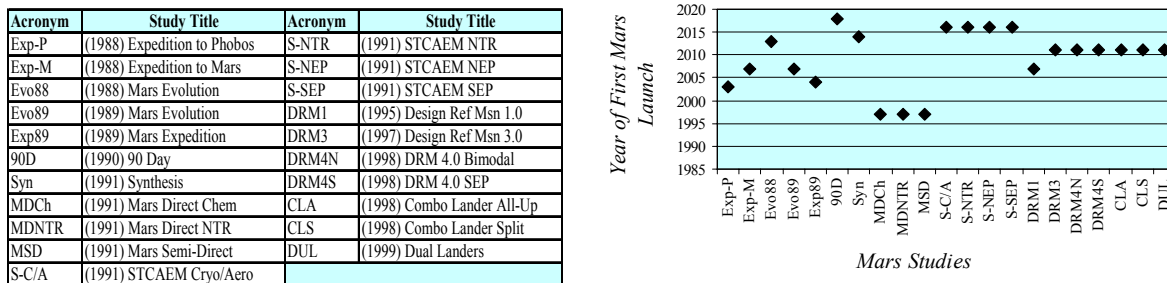 Acronym Study Title Acronym Study Title
Exp-P (1988) Expedition to Phobos S-NTR (1991) STCAEM NTR
Exp-M (1988) Expedition to Mars S-NEP (1991) STCAEM NEP
Evo88 (1988) Mars Evolution S-SEP (1991) STCAEM SEP
Evo89 (1989) Mars Evolution DRM1 (1995) Design Ref Msn 1.0
Exp89 (1989) Mars Expedition DRM3 (1997) Design Ref Msn 3.0
90D (1990) 90 Day DRM4N (1998) DRM 4.0 Bimodal
Syn (1991) Synthesis DRM4S (1998) DRM 4.0 SEP
MDCh (1991) Mars Direct Chem CLA (1998) Combo Lander All-Up
MDNTR (1991) Mars Direct NTR CLS (1998) Combo Lander Split
MSD (1991) Mars Semi-Direct DUL (1999) Dual Landers
S-C/A (1991) STCAEM Cryo/Aero
Year of First Mars
Launch
2020
2015
2010
2005
2000
1995
1990
1985
Exp-P
Exp-M
Evo88
Evo89
Exp89
90D
Syn
MDCh
MDNTR
MSD
S-C/A
S-NTR
S-NEP
S-SEP
DRM1
DRM3
DRM4N
DRM4S
CLA
CLS
DUL
Mars Studies